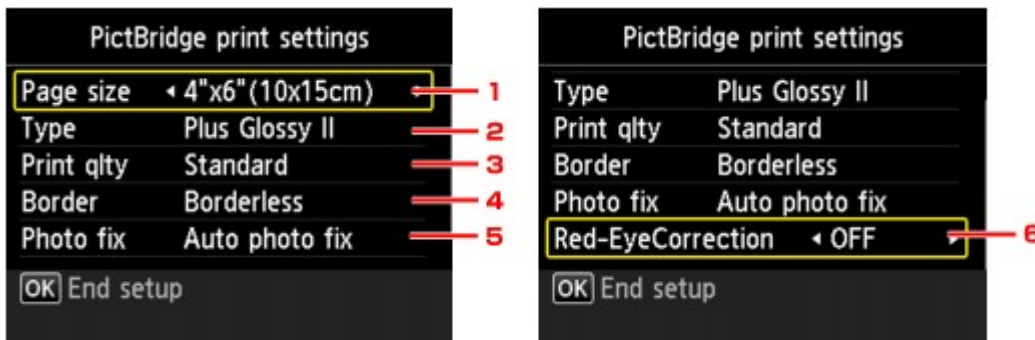 PictBridge print settings
Page size 4"x6"(10x15cm) 1
Type Plus Glossy II 2
Print qlty Standard 3
Border Borderless 4
Photo fix Auto photo fix 5
OK End setup
PictBridge print settings
Type Plus Glossy II
Print qlty Standard
Border Borderless
Photo fix Auto photo fix
Red-EyeCorrection OFF 6
OK End setup